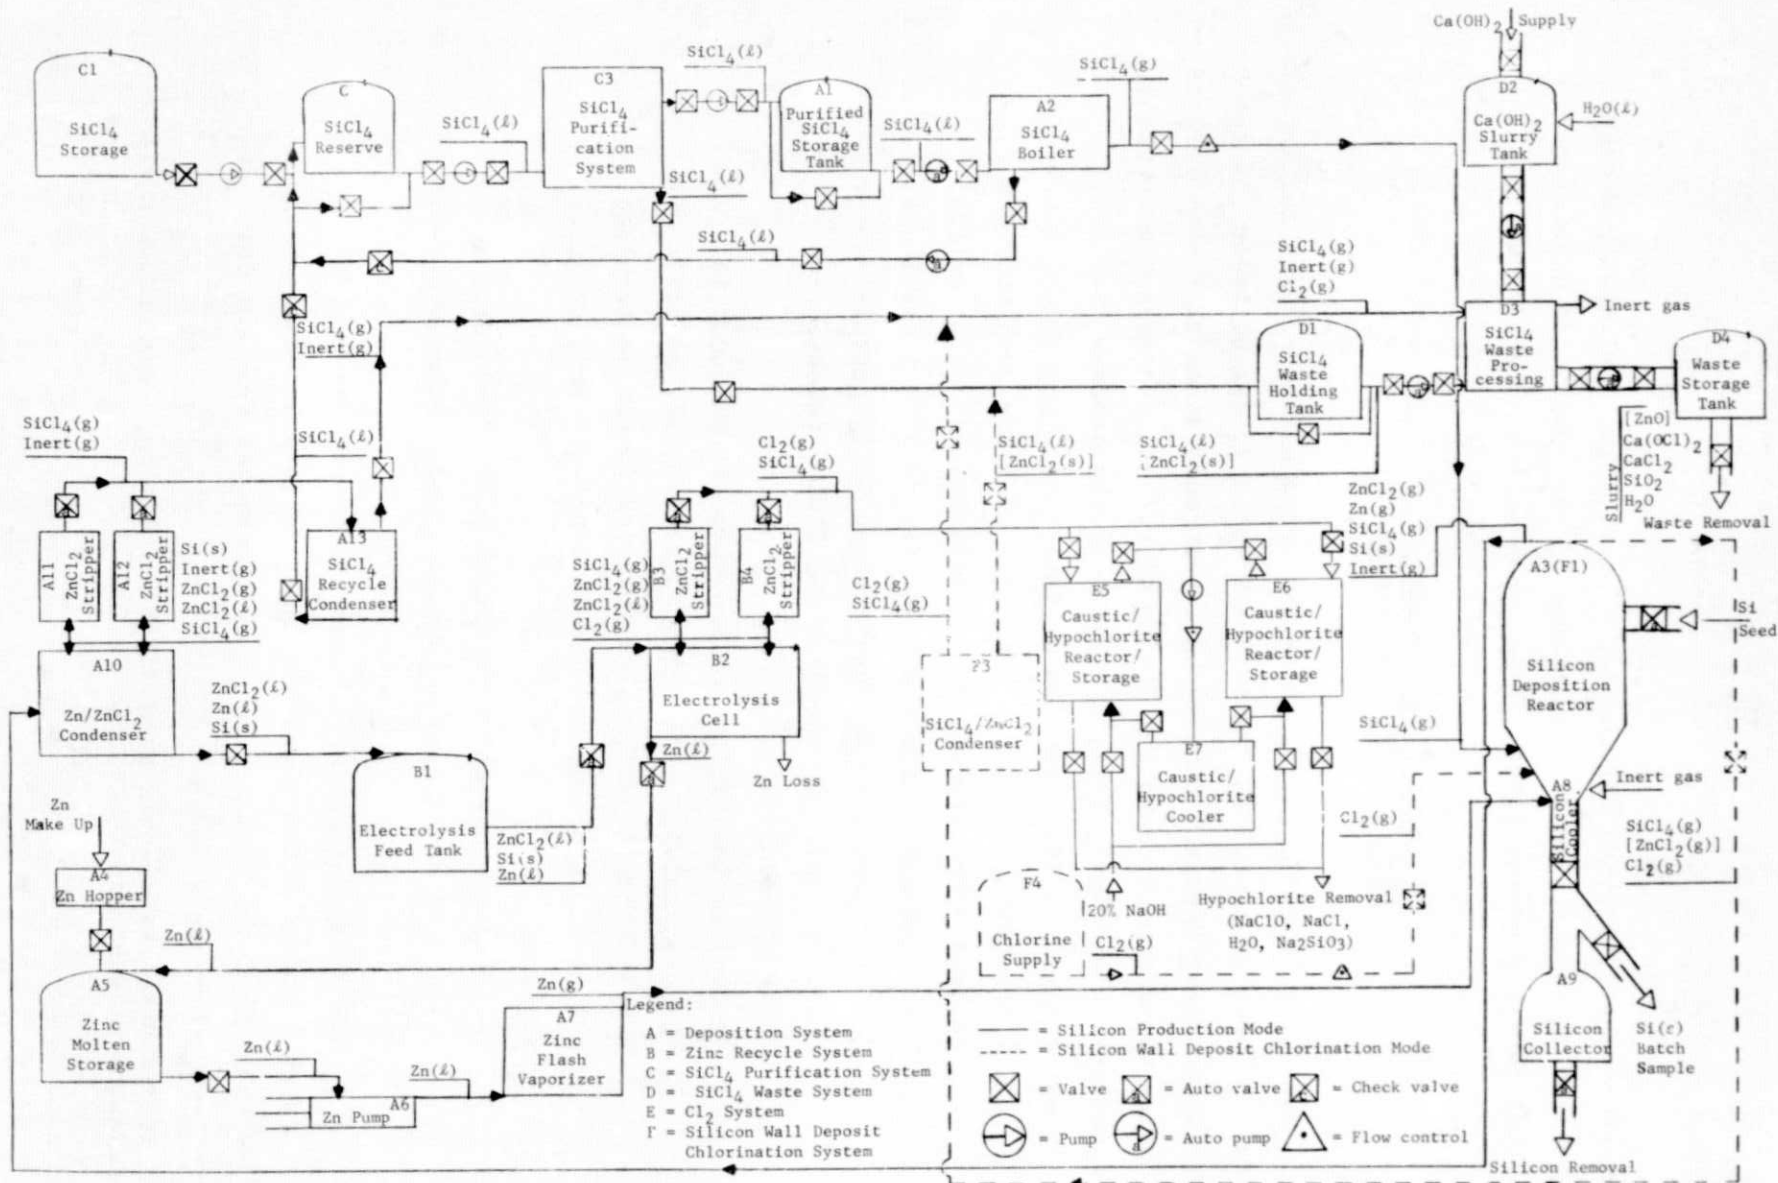 Ca(OH)2 Supply
C1
SiCl4
Storage
C
SiCl4
Reserve
SiCl4(ℓ)
C3
SiCl4
Purifi-
cation
System
SiCl4(ℓ)
SiCl4(ℓ)
A1
Purified
SiCl4
Storage
Tank
SiCl4(ℓ)
A2
SiCl4
Boiler
SiCl4(g)
D2
Ca(OH)2
Slurry
Tank
H2O(ℓ)
SiCl4(ℓ)
SiCl4(g)
Inert(g)
Cl2(g)
SiCl4(g)
Inert(g)
D1
SiCl4
Waste
Holding
Tank
D3
SiCl4
Waste
Pro-
cessing
Inert gas
D4
Waste
Storage
Tank
SiCl4(g)
Inert(g)
SiCl4(ℓ)
Cl2(g)
SiCl4(g)
SiCl4(ℓ)
[ZnCl2(s)]
SiCl4(ℓ)
[ZnCl2(s)]
Slurry
[ZnO]
Ca(OCl)2
CaCl2
SiO2
H2O
Waste Removal
A11
ZnCl2
Stripper
A12
ZnCl2
Stripper
Si(s)
Inert(g)
ZnCl2(g)
ZnCl2(ℓ)
SiCl4(g)
A13
SiCl4
Recycle
Condenser
SiCl4(g)
ZnCl2(g)
ZnCl2(ℓ)
Cl2(g)
B3
ZnCl2
Stripper
B4
ZnCl2
Stripper
Cl2(g)
SiCl4(g)
E5
Caustic/
Hypochlorite
Reactor/
Storage
E6
Caustic/
Hypochlorite
Reactor/
Storage
ZnCl2(g)
Zn(g)
SiCl4(g)
Si(s)
Inert(g)
A3(F1)
Silicon
Deposition
Reactor
Si
Seed
A10
Zn/ZnCl2
Condenser
ZnCl2(ℓ)
Zn(ℓ)
Si(s)
B2
Electrolysis
Cell
Zn(ℓ)
Zn Loss
SiCl4/ZnCl2
Condenser
E7
Caustic/
Hypochlorite
Cooler
SiCl4(g)
B1
Electrolysis
Feed Tank
ZnCl2(ℓ)
Si(s)
Zn(ℓ)
Cl2(g)
A8
Silicon
Cooler
Inert gas
SiCl4(g)
[ZnCl2(g)]
Cl2(g)
Zn
Make Up
A4
Zn Hopper
Zn(ℓ)
F4
Chlorine
Supply
20% NaOH
Cl2(g)
Hypochlorite Removal
(NaClO, NaCl,
H2O, Na2SiO3)
A5
Zinc
Molten
Storage
Zn(ℓ)
Zn(ℓ)
A6
Zn Pump
Zn(g)
A7
Zinc
Flash
Vaporizer
A9
Silicon
Collector
Batch
Sample
Silicon Removal
Legend:
A = Deposition System
B = Zinc Recycle System
C = SiCl4 Purification System
D = SiCl4 Waste System
E = Cl2 System
F = Silicon Wall Deposit
Chlorination System
= Silicon Production Mode
= Silicon Wall Deposit Chlorination Mode
= Valve
= Auto valve
= Check valve
= Pump
= Auto pump
= Flow control